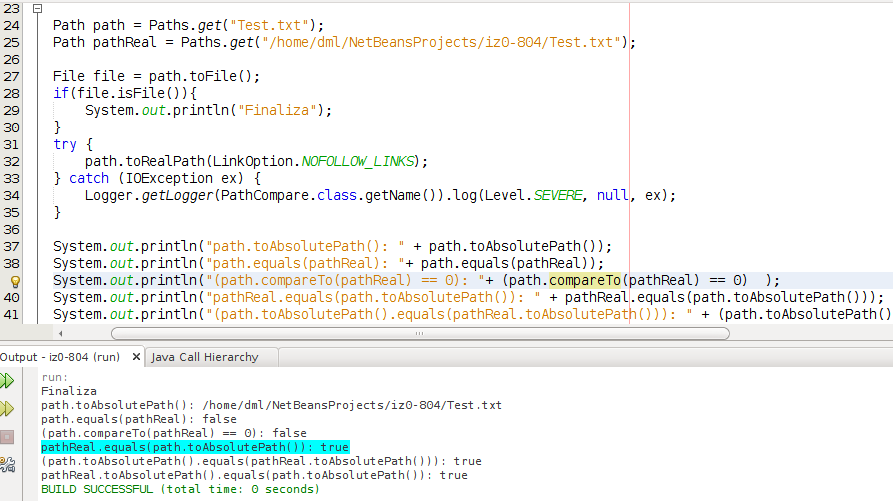 23
24 Path path = Paths.get("Test.txt");
25 Path pathReal = Paths.get("/home/dml/NetBeansProjects/iz0-804/Test.txt");
26
27 File file = path.toFile();
28 if(file.isFile()){
29 System.out.println("Finaliza");
30 }
31 try {
32 path.toRealPath(LinkOption.NOFOLLOW_LINKS);
33 } catch (IOException ex) {
34 Logger.getLogger(PathCompare.class.getName()).log(Level.SEVERE, null, ex);
35 }
36
37 System.out.println("path.toAbsolutePath(): " + path.toAbsolutePath());
38 System.out.println("path.equals(pathReal): "+ path.equals(pathReal));
System.out.println("(path.compareTo(pathReal) == 0): "+ (path.compareTo(pathReal) == 0)  );
40 System.out.println("pathReal.equals(path.toAbsolutePath()): " + pathReal.equals(path.toAbsolutePath()));
41 System.out.println("(path.toAbsolutePath().equals(pathReal.toAbsolutePath())): " + (path.toAbsolutePath()
Output - iz0-804 (run) × Java Call Hierarchy
run:
Finaliza
path.toAbsolutePath(): /home/dml/NetBeansProjects/iz0-804/Test.txt
path.equals(pathReal): false
(path.compareTo(pathReal) == 0): false
pathReal.equals(path.toAbsolutePath()): true
(path.toAbsolutePath().equals(pathReal.toAbsolutePath())): true
pathReal.toAbsolutePath().equals(path.toAbsolutePath()): true
BUILD SUCCESSFUL (total time: 0 seconds)